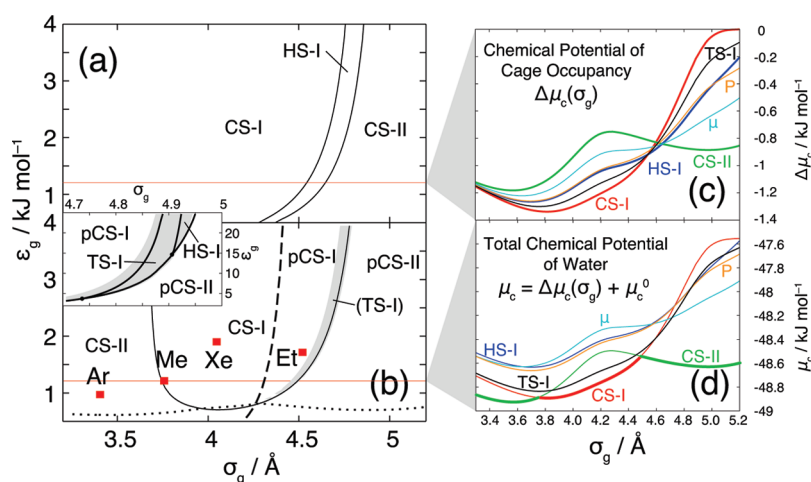 (a)
4
3
2
1
HS-I
CS-I
CS-II
ε_g / kJ mol⁻¹
4.7
σ_g
4.8
4.9
5
pCS-I
TS-I
HS-I
pCS-II
20
15
10
5
ε_g
4
3
2
1
pCS-I
pCS-II
(TS-I)
CS-I
CS-II
Ar
Me
Xe
Et
(b)
3.5
4
4.5
5
σ_g / Å
Chemical Potential of
Cage Occupancy
Δμ_c(σ_g)
TS-I
P
μ
HS-I
CS-II
CS-I
(c)
0
-0.2
-0.4
-0.6
-0.8
-1
-1.2
-1.4
Δμ_c / kJ mol⁻¹
Total Chemical Potential
of Water
μ_c = Δμ_c(σ_g) + μ_c⁰
P
μ
HS-I
TS-I
CS-II
CS-I
(d)
-47.6
-47.8
-48
-48.2
-48.4
-48.6
-48.8
-49
μ_c / kJ mol⁻¹
3.4 3.6 3.8 4.0 4.2 4.4 4.6 4.8 5.0 5.2
σ_g / Å